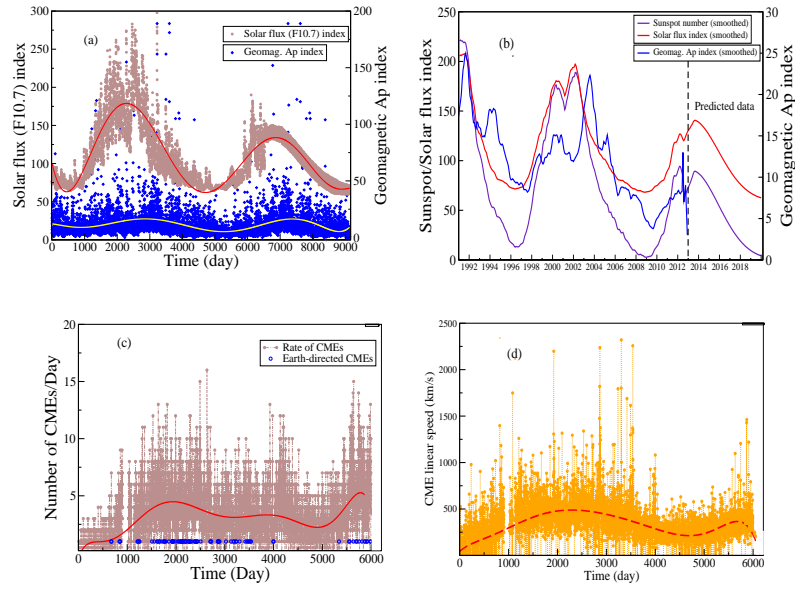 (a)
Solar flux (F10.7) index
Geomag. Ap index
Solar flux (F10.7) index
300
250
200
150
100
50
0
200
150
100
50
0
Geomagnetic Ap index
0 1000 2000 3000 4000 5000 6000 7000 8000 9000
Time (day)
(b)
Sunspot number (smoothed)
Solar flux index (smoothed)
Geomag. Ap index (smoothed)
Predicted data
Sunspot/Solar flux index
250
200
150
100
50
0
30
25
20
15
10
5
0
Geomagnetic Ap index
1992 1994 1996 1998 2000 2002 2004 2006 2008 2010 2012 2014 2016 2018
(c)
Rate of CMEs
Earth-directed CMEs
Number of CMEs/Day
20
15
10
5
0 1000 2000 3000 4000 5000 6000
Time (Day)
(d)
CME linear speed (km/s)
2500
2000
1500
1000
500
0
0 1000 2000 3000 4000 5000 6000
Time (day)